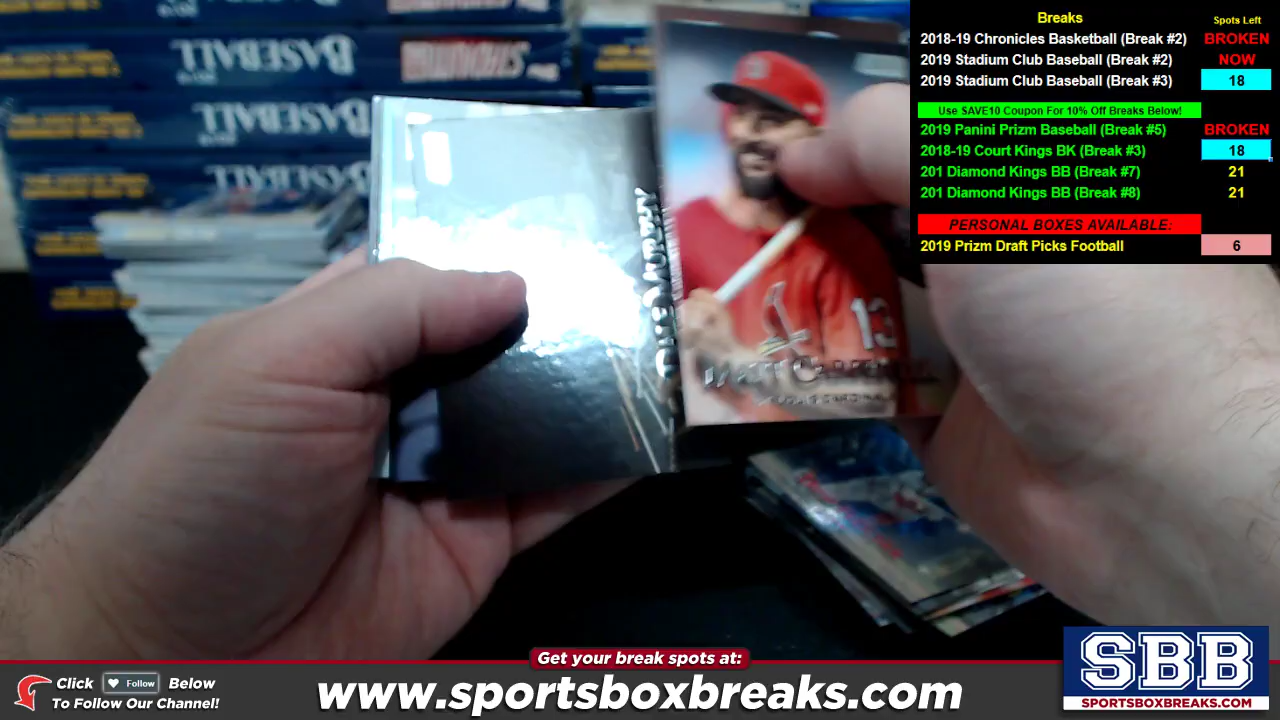 Breaks
Spots Left
2018-19 Chronicles Basketball (Break #2) BROKEN
2019 Stadium Club Baseball (Break #2) NOW
2019 Stadium Club Baseball (Break #3) 18
Use SAVE10 Coupon For 10% Off Breaks Below!
2019 Panini Prizm Baseball (Break #5) BROKEN
2018-19 Court Kings BK (Break #3) 18
201 Diamond Kings BB (Break #7) 21
201 Diamond Kings BB (Break #8) 21
PERSONAL BOXES AVAILABLE:
2019 Prizm Draft Picks Football 6
BASEBALL
BASEBALL
13
MATT CARPENTER
Get your break spots at:
www.sportsboxbreaks.com
Click Follow Below
To Follow Our Channel!
SBB
SPORTSBOXBREAKS.COM